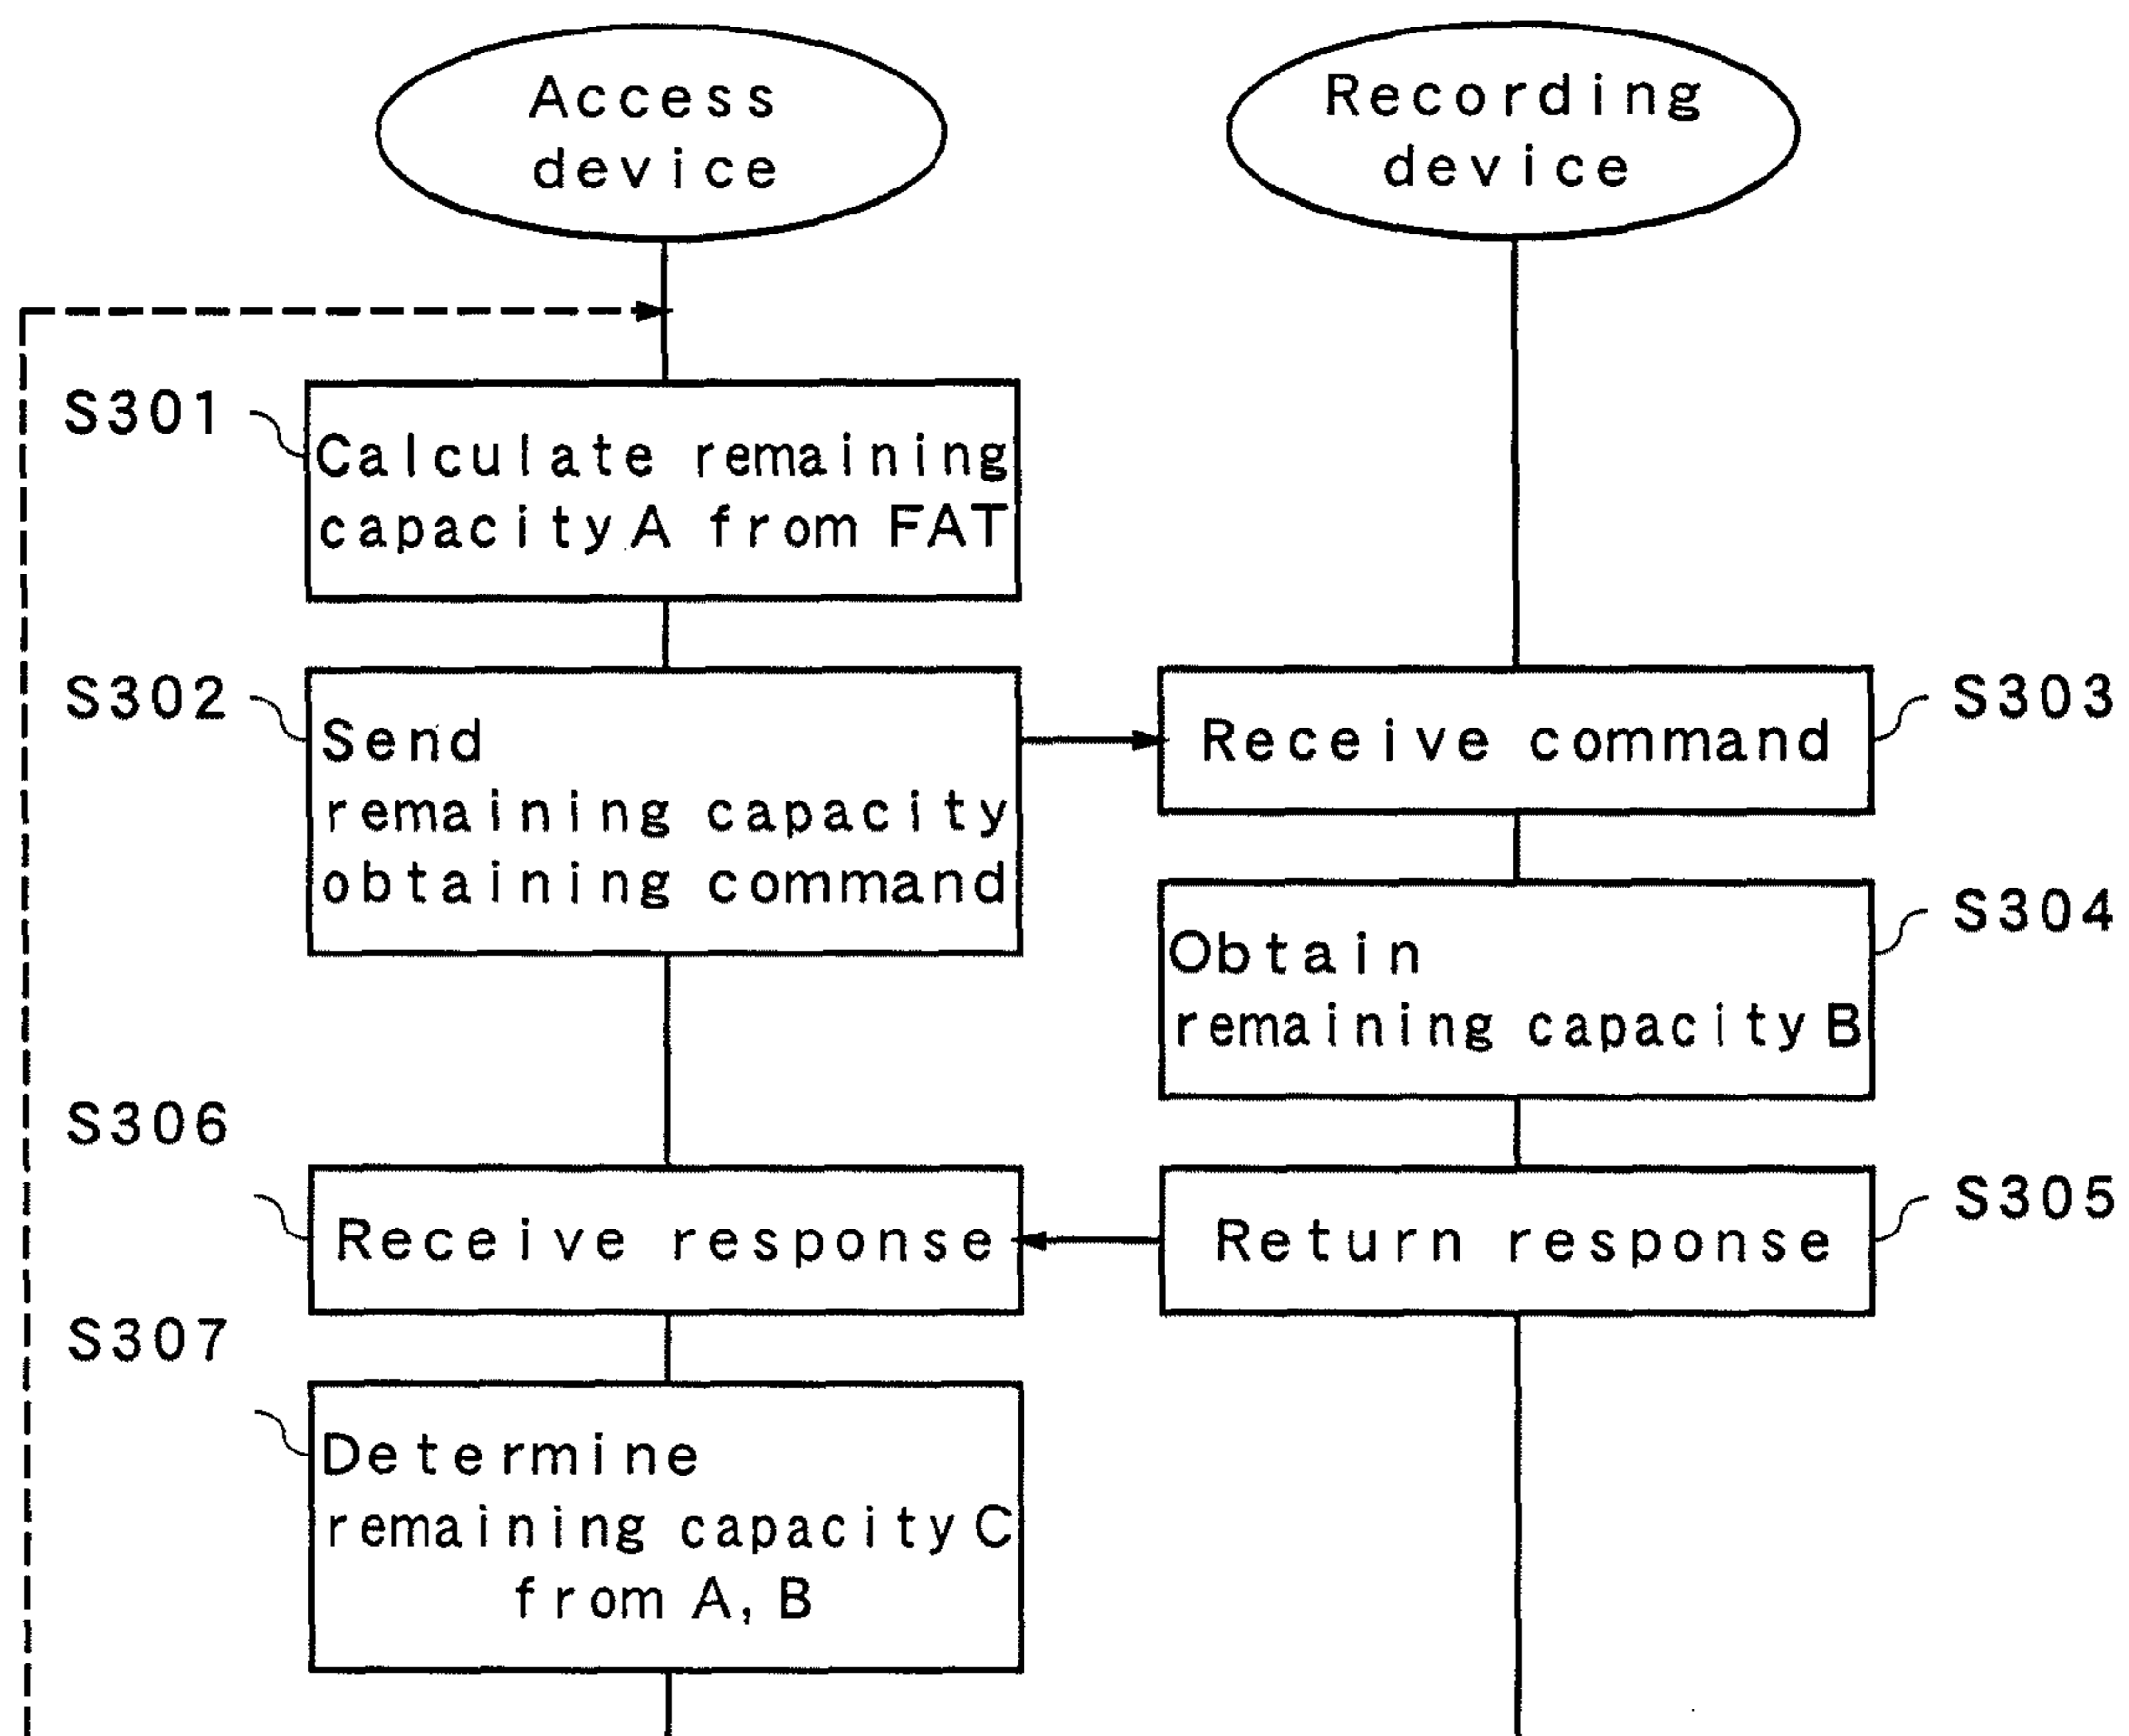 Access
device
Recording
device
S301
Calculate remaining
capacity A from FAT
S302
Send
remaining capacity
obtaining command
Receive command
S303
Obtain
remaining capacity B
S304
S306
Receive response
Return response
S305
S307
Determine
remaining capacity C
from A, B